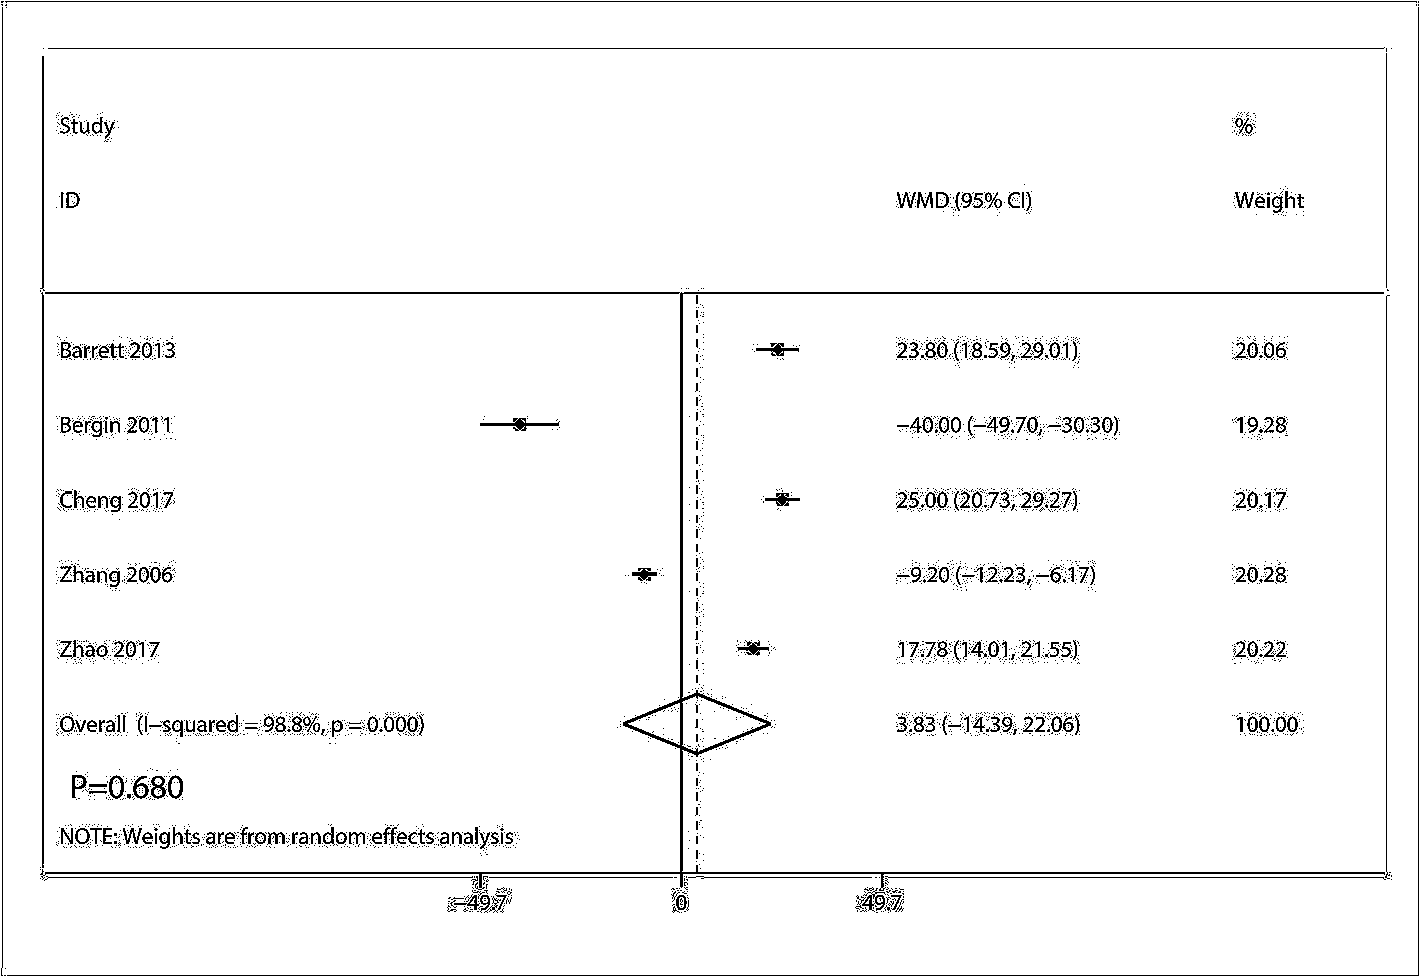 Study %
ID WMD (95% CI) Weight
Barrett 2013 23.80 (18.59, 29.01) 20.06
Bergin 2011 −40.00 (−49.70, −30.30) 19.28
Cheng 2017 25.00 (20.73, 29.27) 20.17
Zhang 2006 −9.20 (−12.23, −6.17) 20.28
Zhao 2017 17.78 (14.01, 21.55) 20.22
Overall (I−squared = 98.8%, p = 0.000) 3.83 (−14.39, 22.06) 100.00
P=0.680
NOTE: Weights are from random effects analysis
−49.7 0 49.7